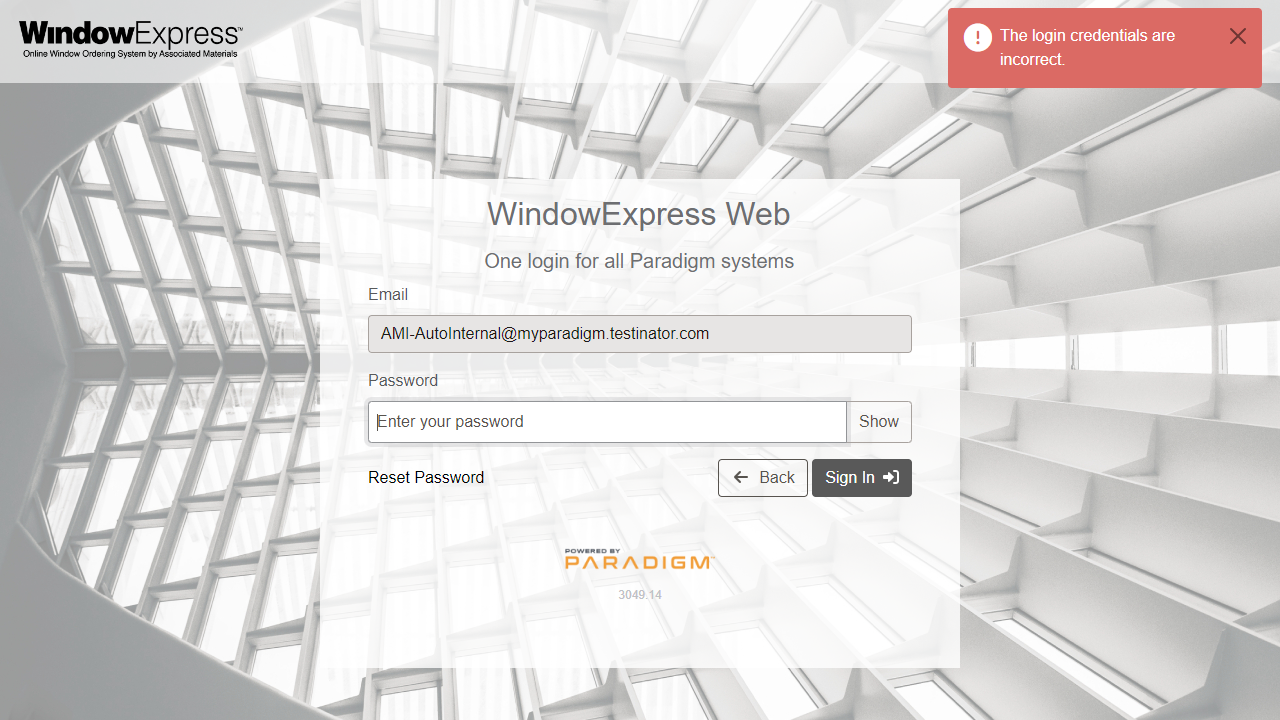 WindowExpress™
Online Window Ordering System by Associated Materials
The login credentials are
incorrect.
WindowExpress Web
One login for all Paradigm systems
Email
AMI-AutoInternal@myparadigm.testinator.com
Password
Enter your password
Show
Reset Password
Back
Sign In
POWERED BY
PARADIGM™
3049.14